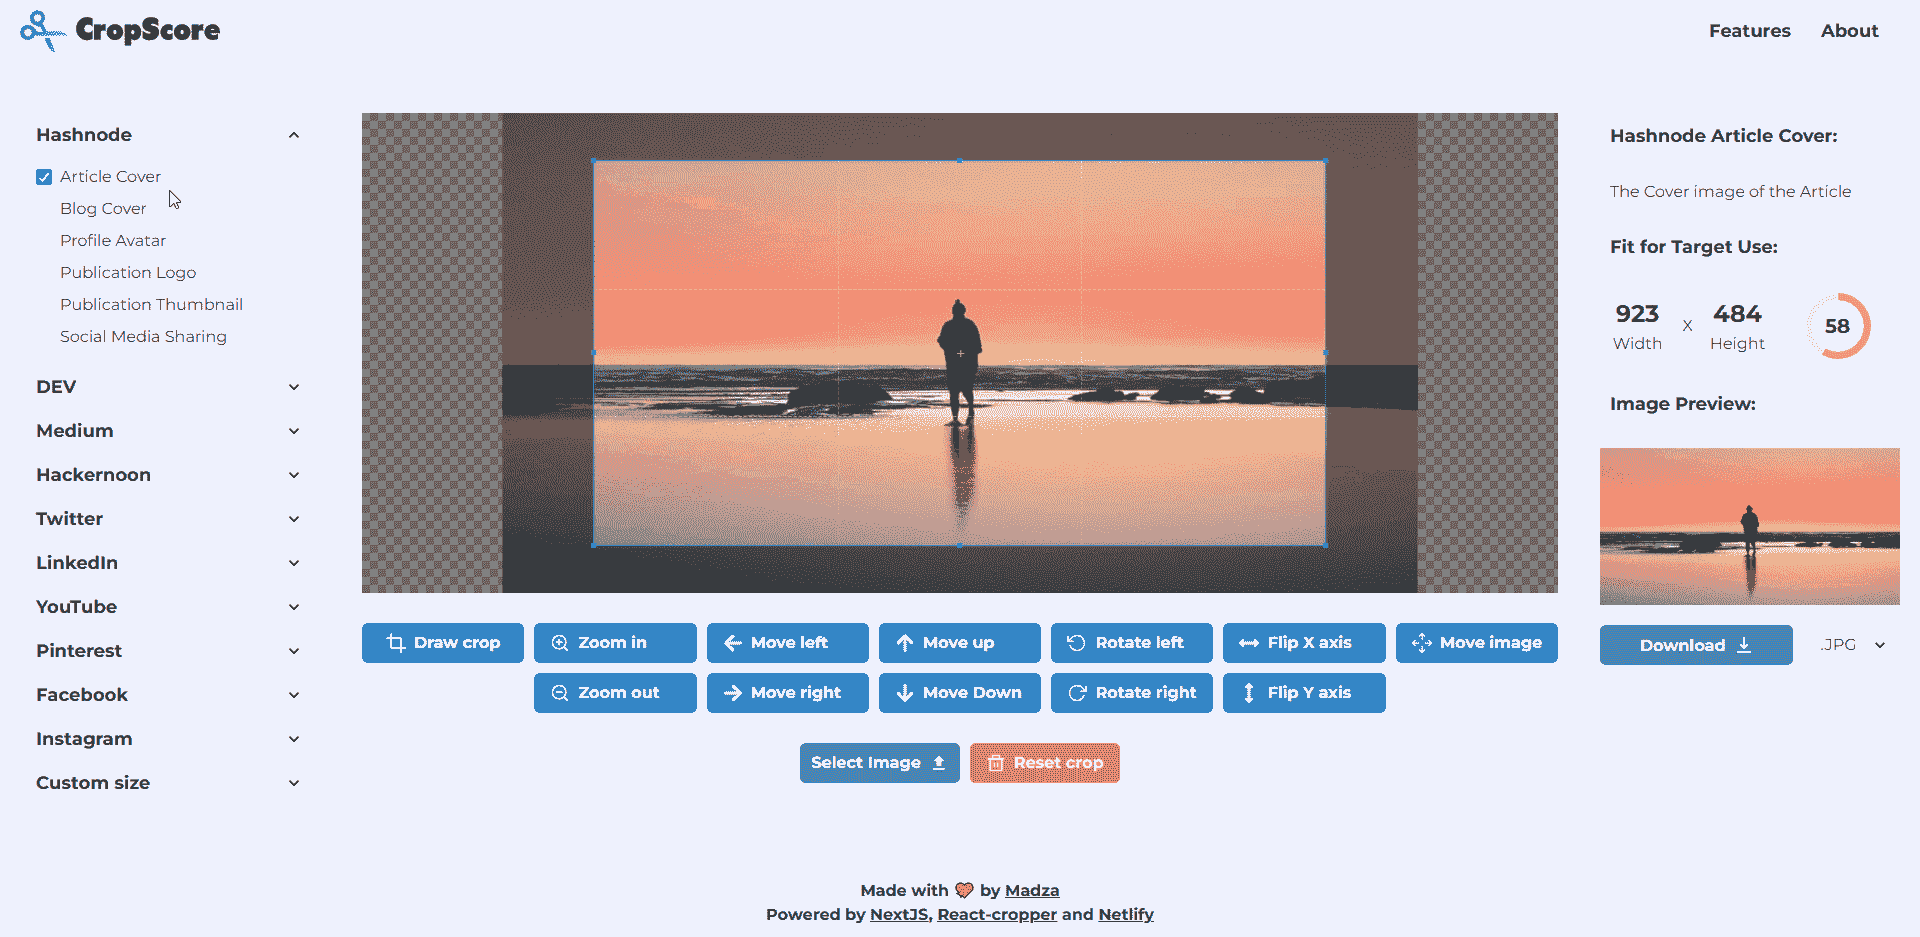 CropScore
Features
About
Hashnode
Article Cover
Blog Cover
Profile Avatar
Publication Logo
Publication Thumbnail
Social Media Sharing
DEV
Medium
Hackernoon
Twitter
LinkedIn
YouTube
Pinterest
Facebook
Instagram
Custom size
Draw crop
Zoom in
Move left
Move up
Rotate left
Flip X axis
Move image
Zoom out
Move right
Move Down
Rotate right
Flip Y axis
Select Image
Reset crop
Hashnode Article Cover:
The Cover image of the Article
Fit for Target Use:
923 X 484 58
Width Height
Image Preview:
Download .JPG
Made with by Madza
Powered by NextJS, React-cropper and Netlify